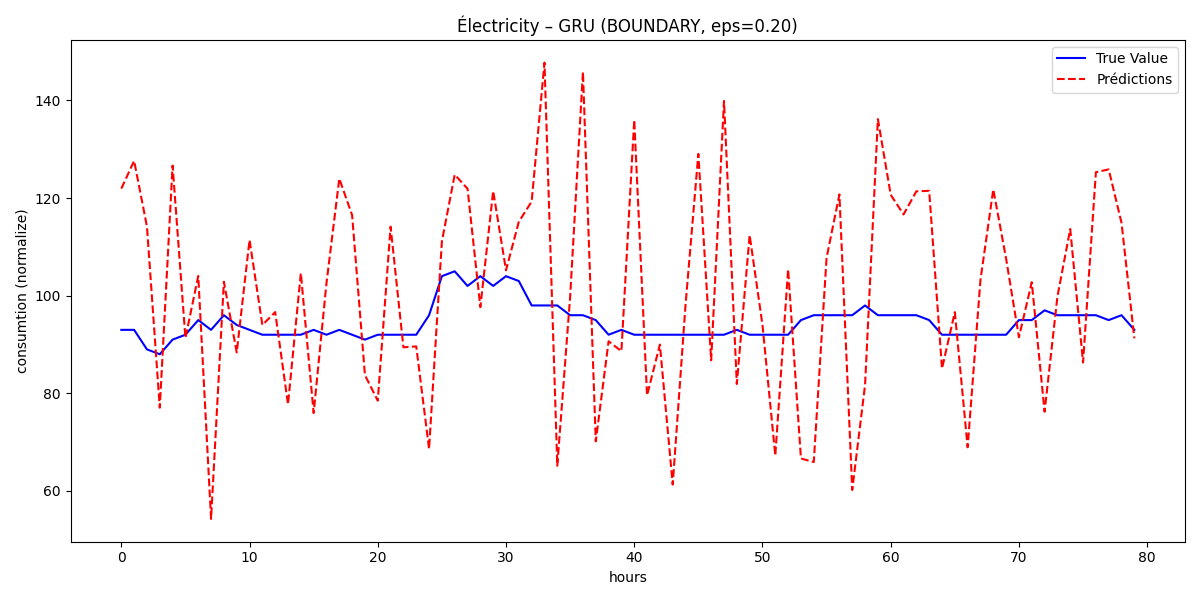 Électricity – GRU (BOUNDARY, eps=0.20)
True Value
Prédictions
consumtion (normalize)
140
120
100
80
60
0 10 20 30 40 50 60 70 80
hours